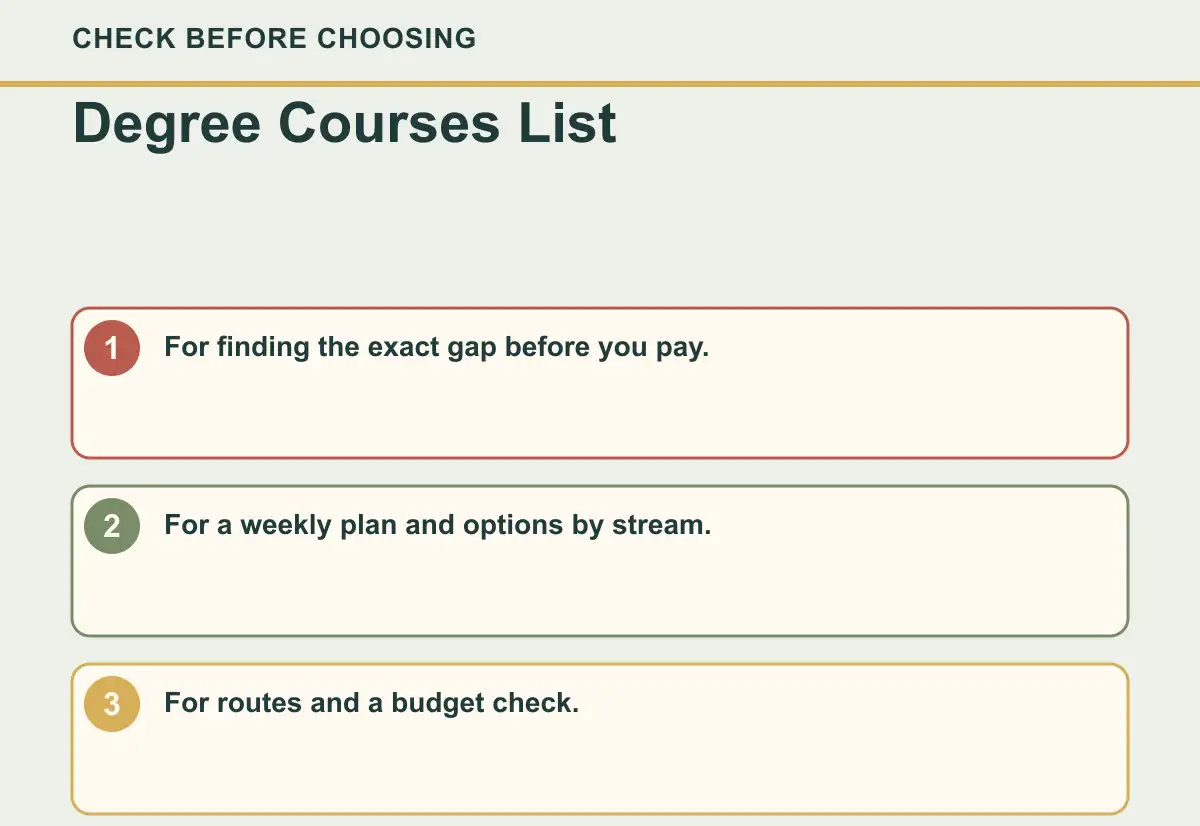 CHECK BEFORE CHOOSING
Degree Courses List
1
For finding the exact gap before you pay.
2
For a weekly plan and options by stream.
3
For routes and a budget check.